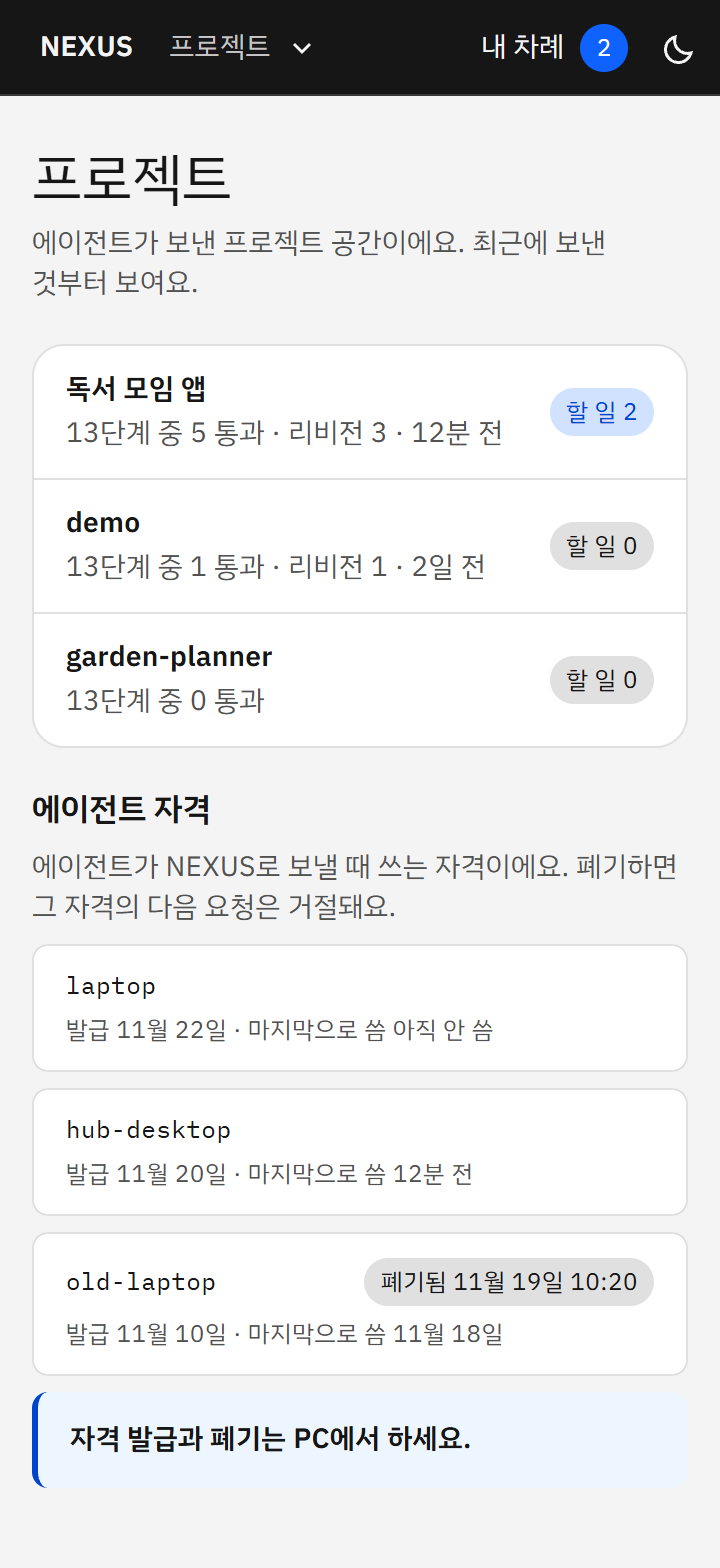 NEXUS 프로젝트 내 차례 2
프로젝트
에이전트가 보낸 프로젝트 공간이에요. 최근에 보낸
것부터 보여요.
독서 모임 앱
13단계 중 5 통과 · 리비전 3 · 12분 전
할 일 2
demo
13단계 중 1 통과 · 리비전 1 · 2일 전
할 일 0
garden-planner
13단계 중 0 통과
할 일 0
에이전트 자격
에이전트가 NEXUS로 보낼 때 쓰는 자격이에요. 폐기하면
그 자격의 다음 요청은 거절돼요.
laptop
발급 11월 22일 · 마지막으로 씀 아직 안 씀
hub-desktop
발급 11월 20일 · 마지막으로 씀 12분 전
old-laptop 폐기됨 11월 19일 10:20
발급 11월 10일 · 마지막으로 씀 11월 18일
자격 발급과 폐기는 PC에서 하세요.